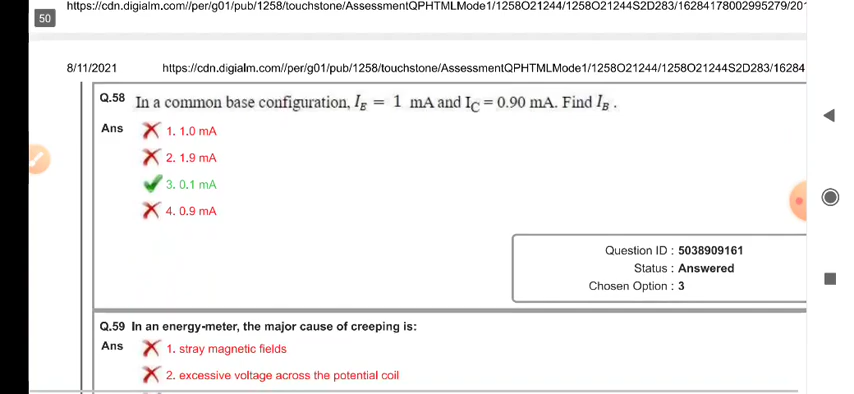 https://cdn.digialm.com//per/g01/pub/1258/touchstone/AssessmentQPHTMLMode1/1258O21244/1258O21244S2D283/16284178002995279/201
50
8/11/2021 https://cdn.digialm.com//per/g01/pub/1258/touchstone/AssessmentQPHTMLMode1/1258O21244/1258O21244S2D283/16284
Q.58 In a common base configuration, I_E = 1 mA and I_C = 0.90 mA. Find I_B .
Ans 1. 1.0 mA
2. 1.9 mA
3. 0.1 mA
4. 0.9 mA
Question ID : 5038909161
Status : Answered
Chosen Option : 3
Q.59 In an energy-meter, the major cause of creeping is:
Ans 1. stray magnetic fields
2. excessive voltage across the potential coil